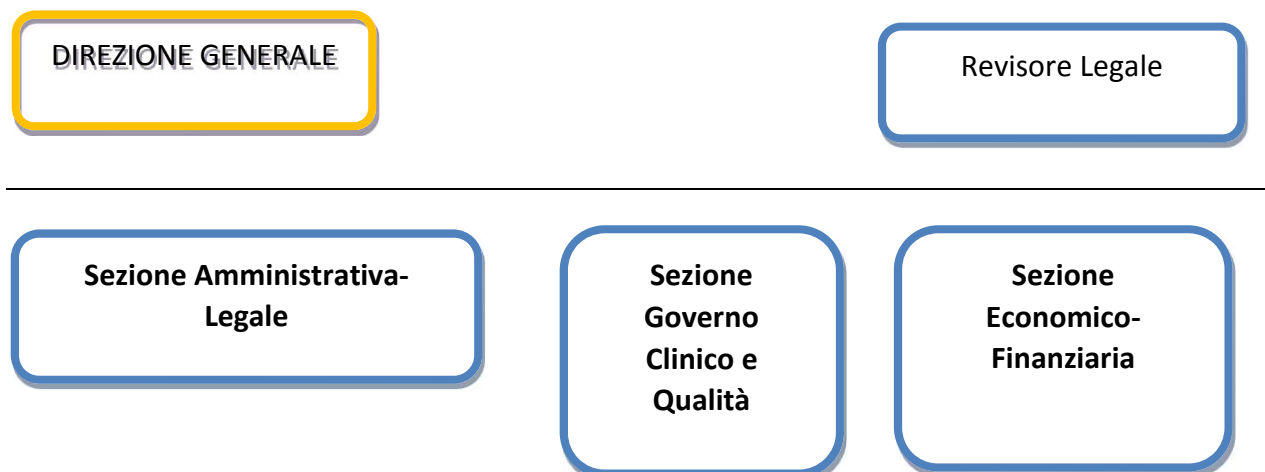 DIREZIONE GENERALE
Revisore Legale
Sezione Amministrativa-
Legale
Sezione
Governo
Clinico e
Qualità
Sezione
Economico-
Finanziaria